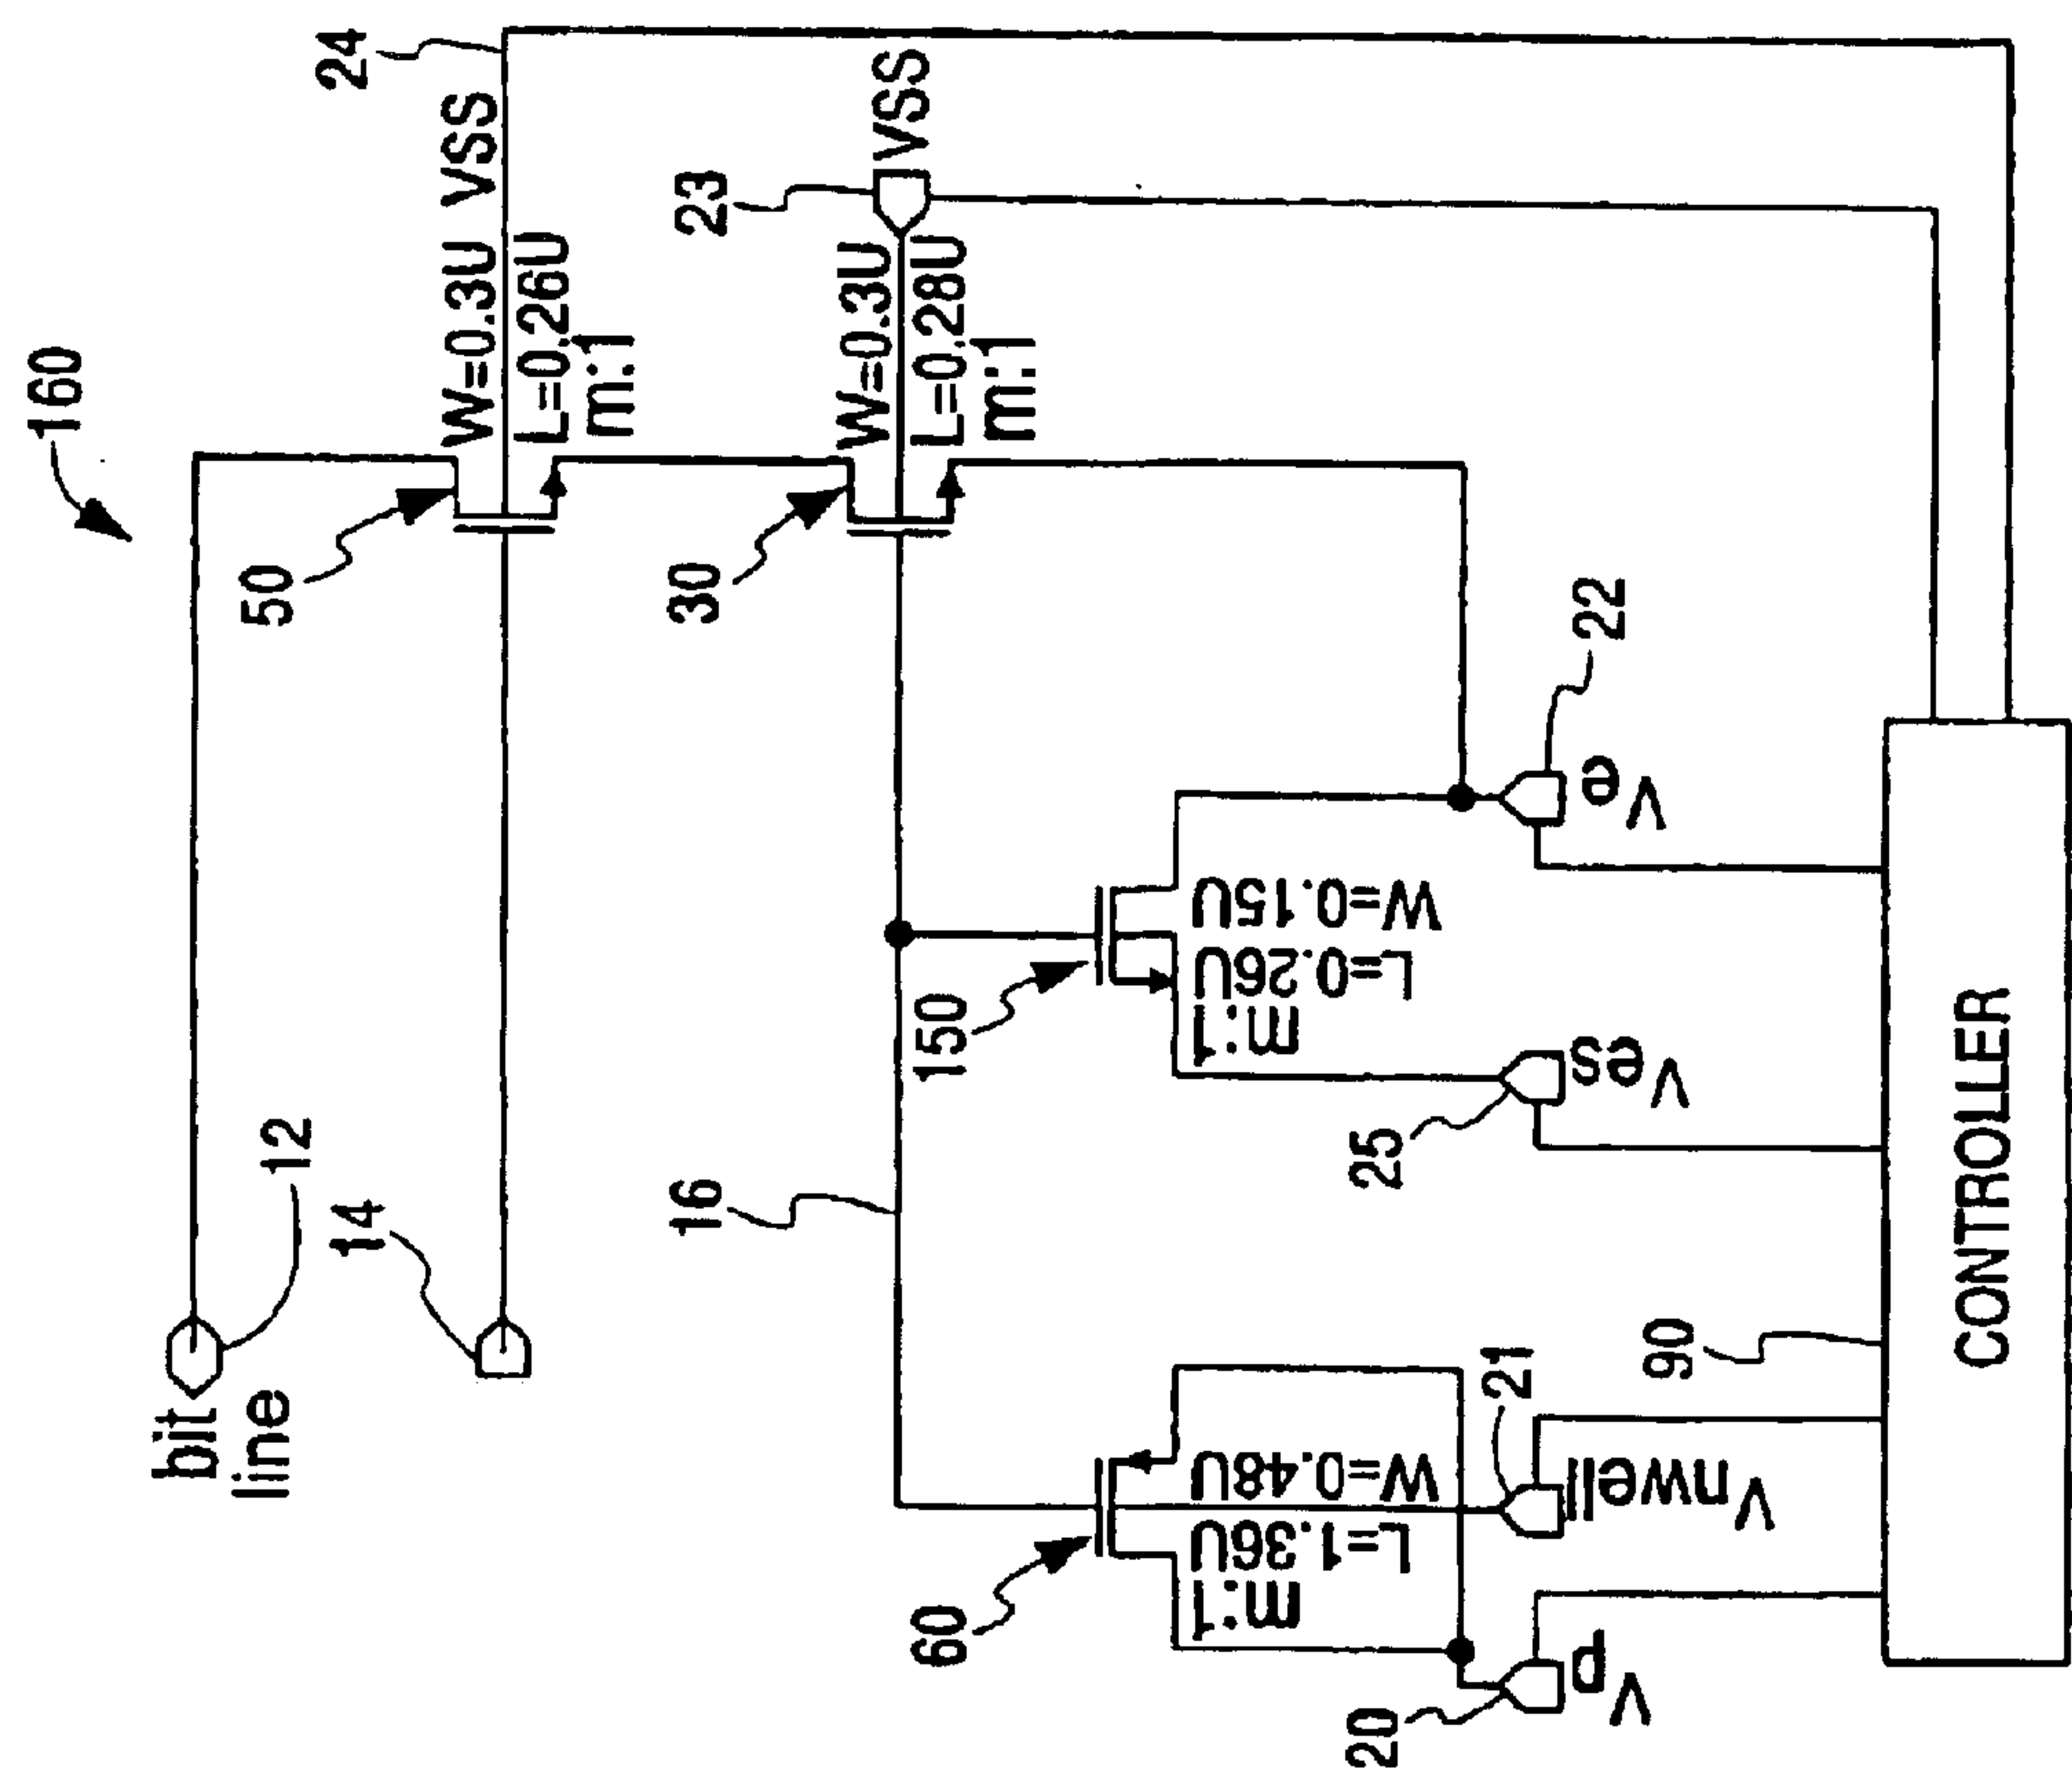 160
24
W=0.3U VSS
L=0.26U
m:1
50
23
VSS
W=0.3U
L=0.28U
m:1
30
bit
line
12
14
16
150
W=0.15U
L=0.26U
m:1
60
W=0.48U
L=1.36U
m:1
22
Ve
25
Ves
21
Vnwell
20
Vp
90
CONTROLLER